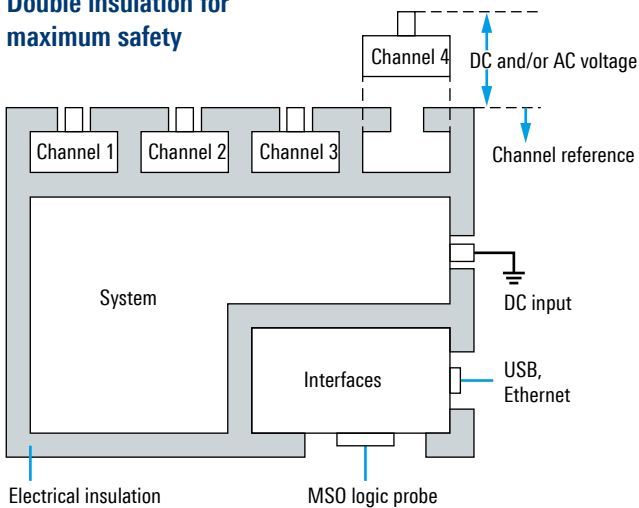 Double insulation for
maximum safety
Channel 4
DC and/or AC voltage
Channel 1
Channel 2
Channel 3
Channel reference
System
DC input
Interfaces
USB,
Ethernet
Electrical insulation
MSO logic probe